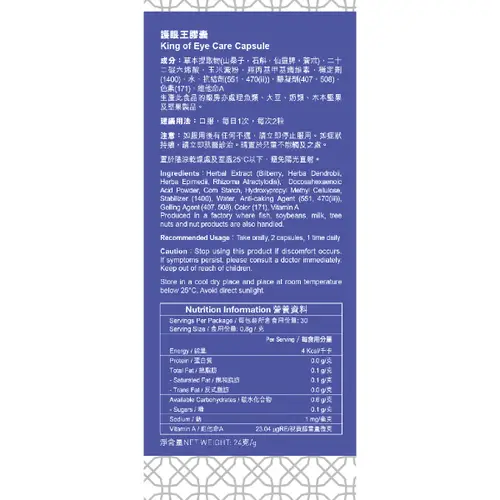 護眼王膠囊
King of Eye Care Capsule
成分：草本提取物(山桑子，石斛，仙靈脾，蒼朮)，二十
二碳六烯酸，玉米澱粉，羥丙基甲基纖維素，穩定劑
(1400)，水，抗結劑(551，470(ii))，膠凝劑(407，508)，
色素(171)，維他命A
生產此食品的廠房亦處理魚類、大豆、奶類、木本堅果
及堅果製品。
建議用法：口服，每日1次，每次2粒
注意：如服用後有任何不適，請立即停止服用。如症狀
持續，請立即就醫診治。請置於兒童不能觸及之處。
置於陰涼乾燥處及室溫25°C以下，避免陽光直射。
Ingredients : Herbal Extract (Bilberry, Herba Dendrobii,
Herba Epimedii, Rhizoma Atractylodis), Docosahexaenoic
Acid Powder, Corn Starch, Hydroxypropyl Methyl Cellulose,
Stabilizer (1400), Water, Anti-caking Agent (551, 470(ii)),
Gelling Agent (407, 508), Color (171), Vitamin A
Produced in a factory where fish, soybeans, milk, tree
nuts and nut products are also handled.
Recommended Usage : Take orally, 2 capsules, 1 time daily
Caution : Stop using this product if discomfort occurs.
If symptoms persist, please consult a doctor immediately.
Keep out of reach of children.
Store in a cool dry place and place at room temperature
below 25°C. Avoid direct sunlight.
Nutrition Information 營養資料
Servings Per Package / 每包裝所含食用份量: 30
Serving Size / 食用份量: 0.8g / 克
Per Serving / 每食用份量
Energy / 能量 4 Kcal/千卡
Protein / 蛋白質 0.0 g/克
Total Fat / 總脂肪 0.1 g/克
- Saturated Fat / 飽和脂肪 0.1 g/克
- Trans Fat / 反式脂肪 0.0 g/克
Available Carbohydrates / 碳水化合物 0.6 g/克
- Sugars / 糖 0.1 g/克
Sodium / 鈉 1 mg/毫克
Vitamin A / 維他命A 23.04 µgRE/視黃醇當量微克
淨含量NET WEIGHT: 24克/g